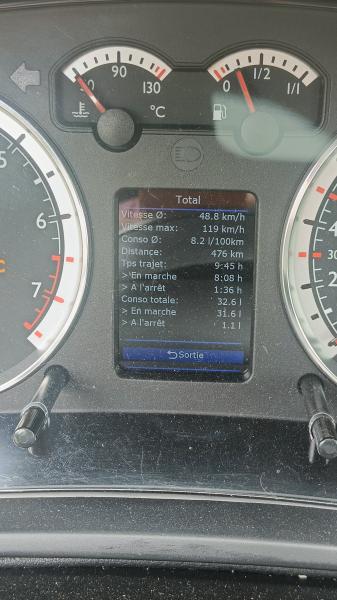 90
130
°C
0
1/2
1/1
5
6
7
Total
Vitesse Ø: 48.8 km/h
Vitesse max: 119 km/h
Conso Ø: 8.2 l/100km
Distance: 476 km
Tps trajet: 9:45 h
> En marche 8:08 h
> A l'arrêt 1:36 h
Conso totale: 32.6 l
> En marche 31.6 l
> A l'arrêt 1.1 l
Sortie